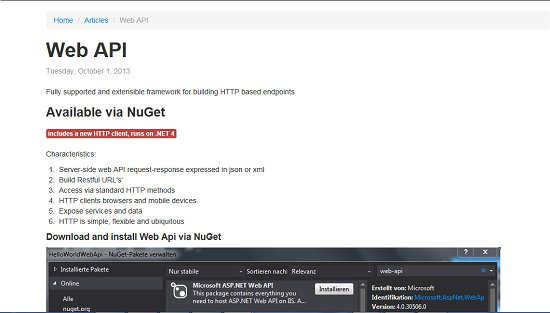 Home / Articles / Web API
Web API
Tuesday, October 1, 2013
Fully supported and extensible framework for building HTTP based endpoints
Available via NuGet
includes a new HTTP client, runs on .NET 4
Characteristics:
1. Server-side web API request-response expressed in json or xml
2. Build Restful URL's'
3. Access via standard HTTP methods
4. HTTP clients browsers and mobile devices
5. Expose services and data
6. HTTP is simple, flexible and ubiquitous
Download and install Web Api via NuGet
HelloWorldWebApi - NuGet-Pakete verwalten
Installierte Pakete
Nur stabile
Sortieren nach: Relevanz
web-api
Online
Alle
nuget.org
Microsoft ASP.NET Web API
This package contains everything you
need to host ASP.NET Web API on IIS. A...
Installieren
Erstellt von: Microsoft
Identifikation: Microsoft.AspNet.WebAp
Version: 4.0.30506.0